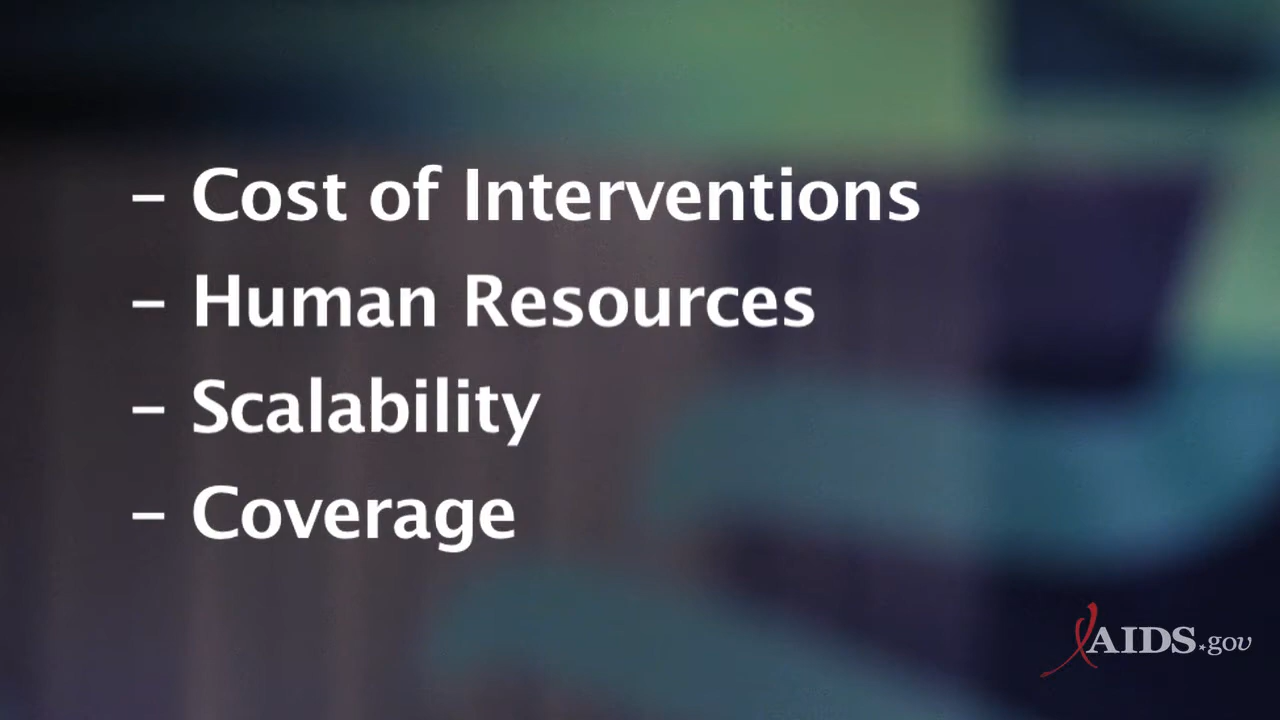 – Cost of Interventions
– Human Resources
– Scalability
– Coverage
AIDS.gov